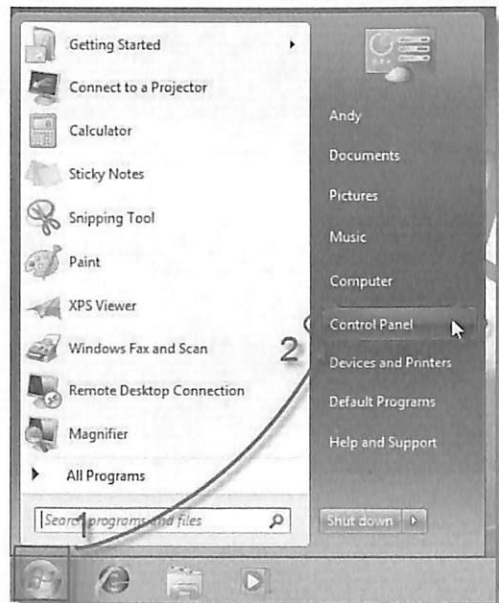 Getting Started
Connect to a Projector
Calculator
Sticky Notes
Snipping Tool
Paint
XPS Viewer
Windows Fax and Scan
Remote Desktop Connection
Magnifier
All Programs
Search programs and files
1
2
Andy
Documents
Pictures
Music
Computer
Control Panel
Devices and Printers
Default Programs
Help and Support
Shut down